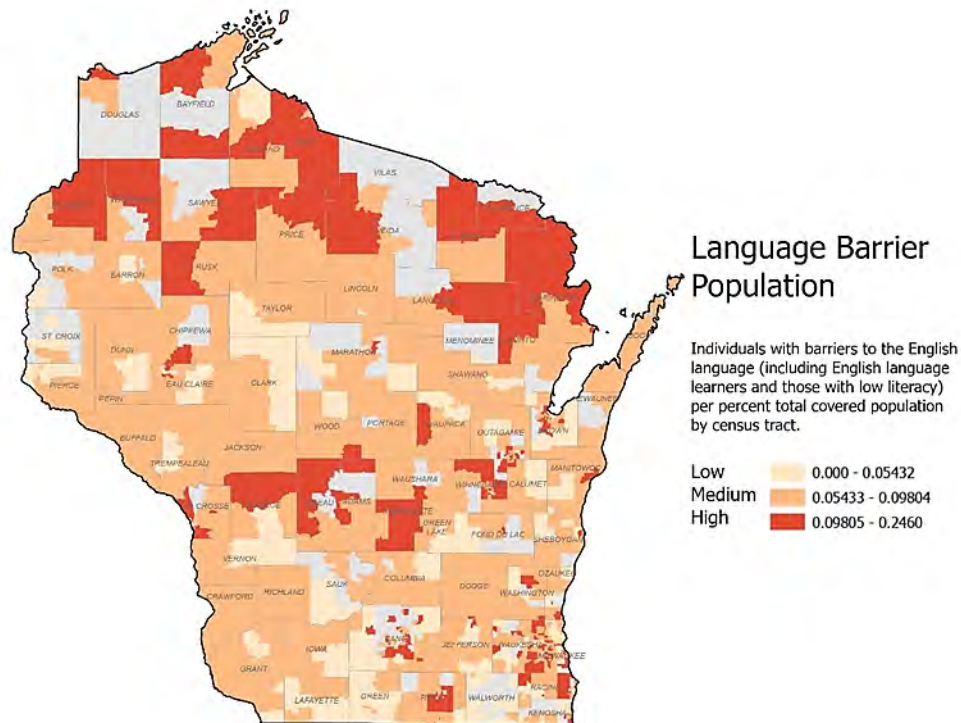 DOUGLAS
BAYFIELD
VILAS
PRICE
POLK
BARRON
RUSK
LINCOLN
TAYLOR
ST CROIX
CHIPPEWA
MENOMINEE
DUNN
MARATHON
PIERCE
EAU CLAIRE
CLARK
SHAWANO
PEPIN
WOOD
PORTAGE
OUTAGAMIE
BROWN
BUFFALO
JACKSON
TREMPEALEAU
WAUSHARA
CALUMET
MANITOWOC
GREEN
LAKE
FOND DU LAC
SHEBOYGAN
VERNON
SAUK
COLUMBIA
DODGE
CRAWFORD
RICHLAND
WASHINGTON
IOWA
JEFFERSON
GRANT
LAFAYETTE
GREEN
WALWORTH
KENOSHA
Language Barrier
Population
Individuals with barriers to the English
language (including English language
learners and those with low literacy)
per percent total covered population
by census tract.
Low 0.000 - 0.05432
Medium 0.05433 - 0.09804
High 0.09805 - 0.2460